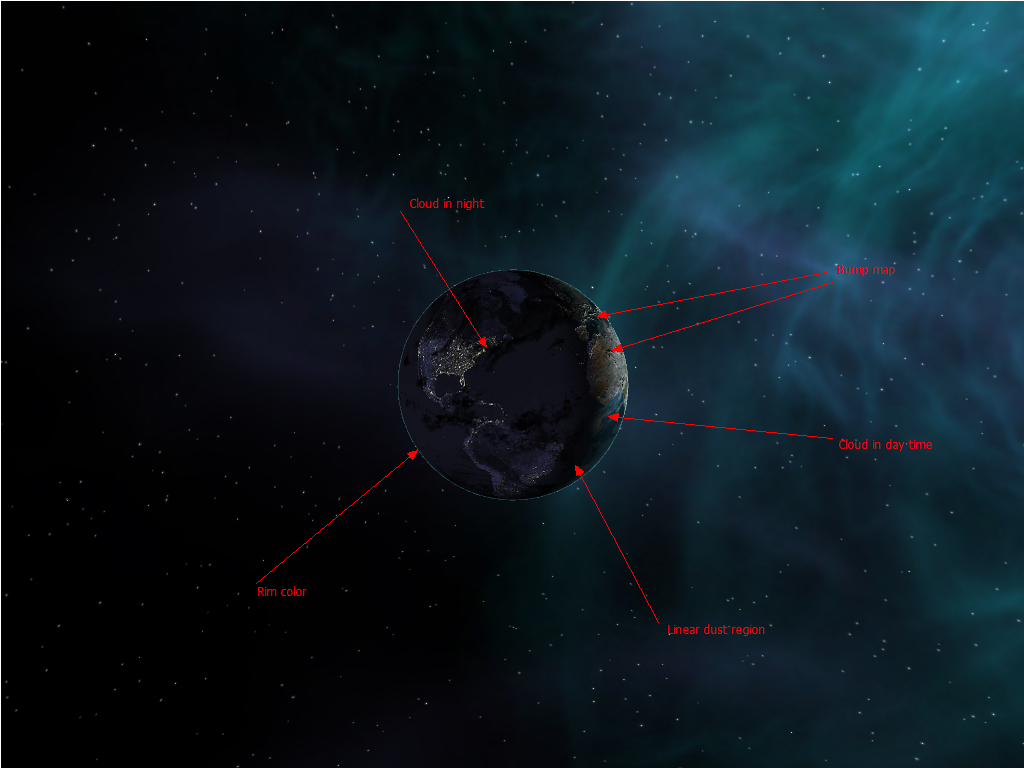 Cloud in night
Bump map
Cloud in day time
Rim color
Linear dust region